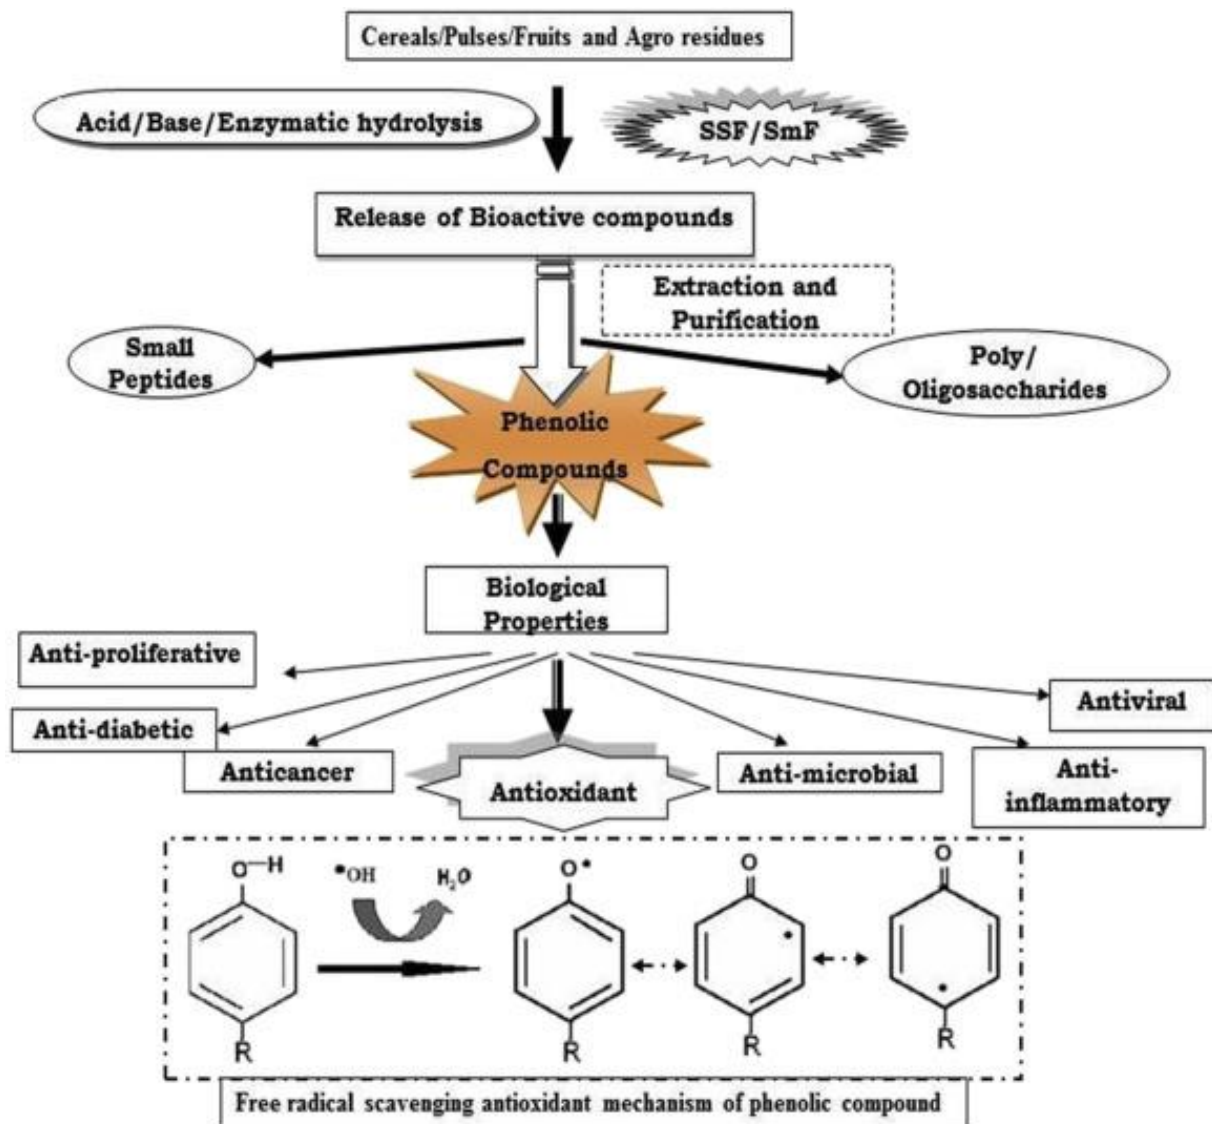 Cereals/Pulses/Fruits and Agro residues
Acid/Base/Enzymatic hydrolysis
SSF/SmF
Release of Bioactive compounds
Extraction and
Purification
Small
Peptides
Poly/
Oligosaccharides
Phenolic
Compounds
Biological
Properties
Anti-proliferative
Antiviral
Anti-diabetic
Anticancer
Antioxidant
Anti-microbial
Anti-
inflammatory
O—H
•OH
H₂O
O•
O
O
R
R
R
R
Free radical scavenging antioxidant mechanism of phenolic compound